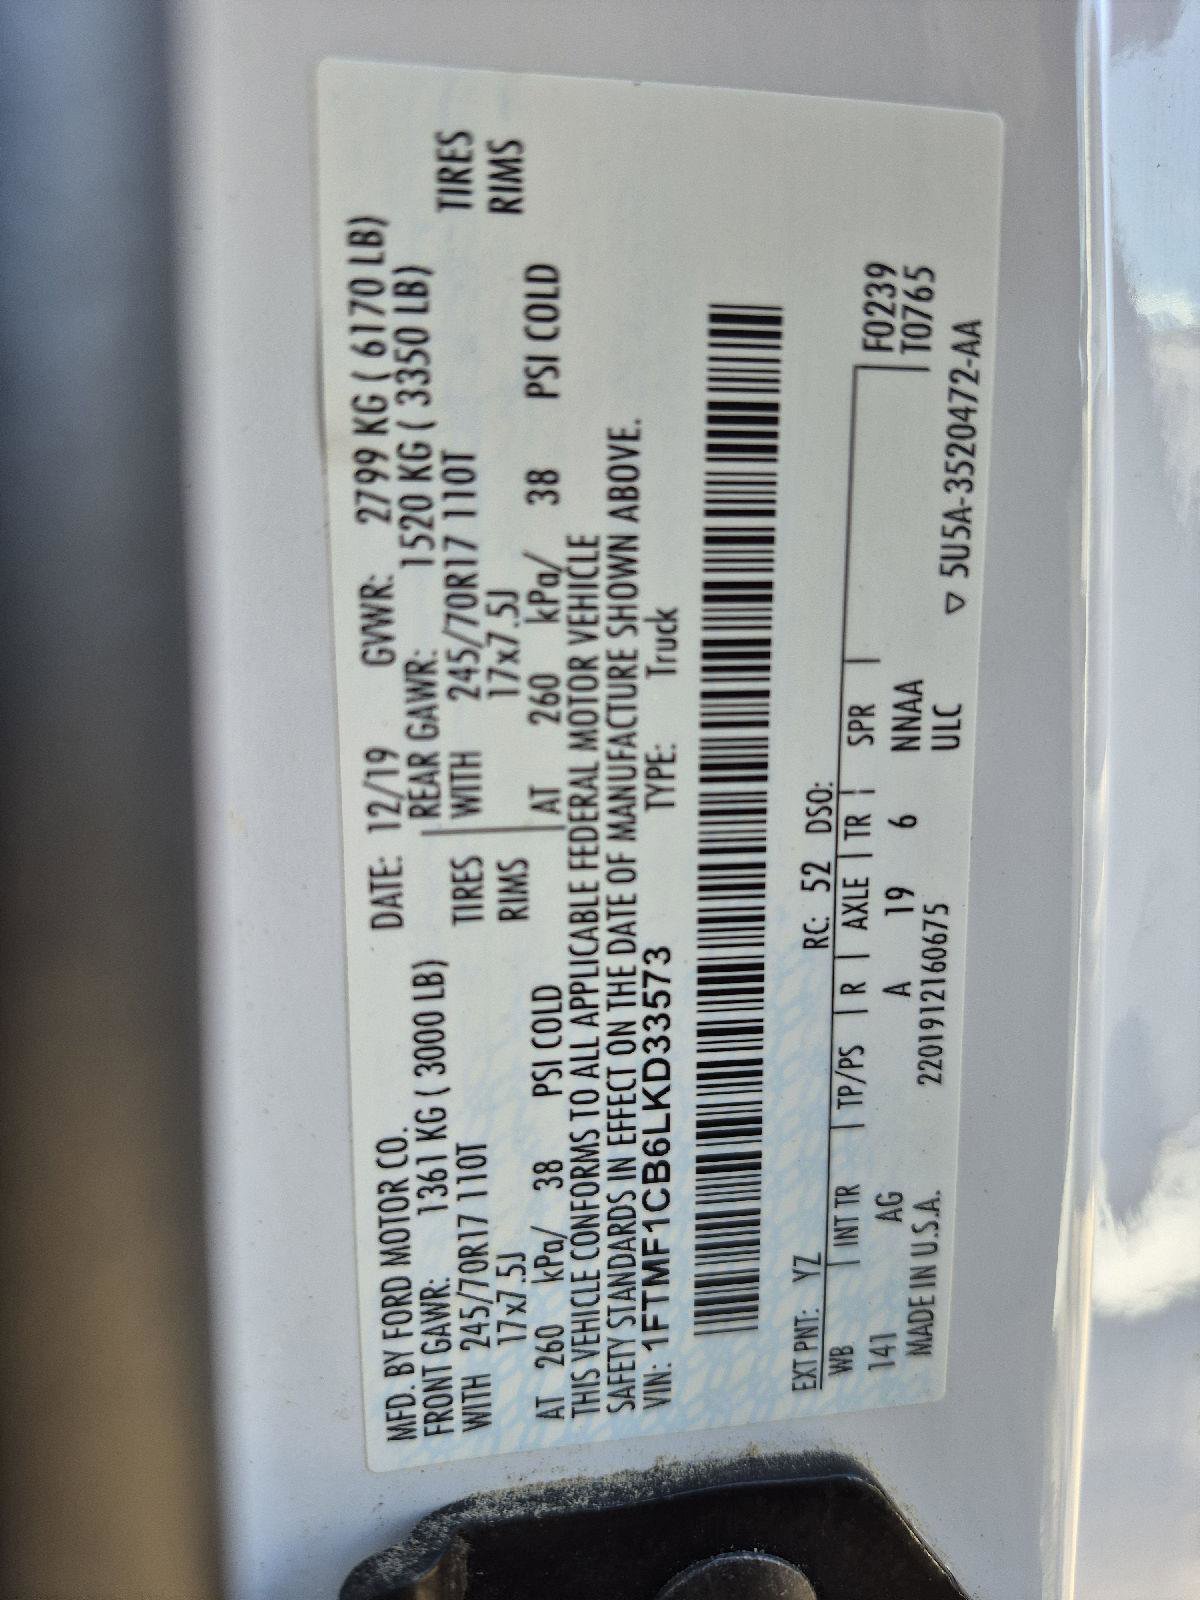 MFD. BY FORD MOTOR CO. DATE: 12/19 GVWR: 2799 KG ( 6170 LB)
FRONT GAWR: 1361 KG ( 3000 LB) REAR GAWR: 1520 KG ( 3350 LB)
WITH 245/70R17 110T TIRES WITH 245/70R17 110T TIRES
17x7.5J RIMS 17x7.5J RIMS
AT 260 kPa/ 38 PSI COLD AT 260 kPa/ 38 PSI COLD
THIS VEHICLE CONFORMS TO ALL APPLICABLE FEDERAL MOTOR VEHICLE
SAFETY STANDARDS IN EFFECT ON THE DATE OF MANUFACTURE SHOWN ABOVE.
VIN: 1FTMF1CB6LKD33573 TYPE: Truck
EXT PNT: YZ RC: 52 DSO:
WB | INT TR | TP/PS | R | AXLE | TR | SPR | F0239
141 AG A 19 6 NNAA T0765
MADE IN U.S.A. 2201912160675 ULC
▽ 5U5A-3520472-AA